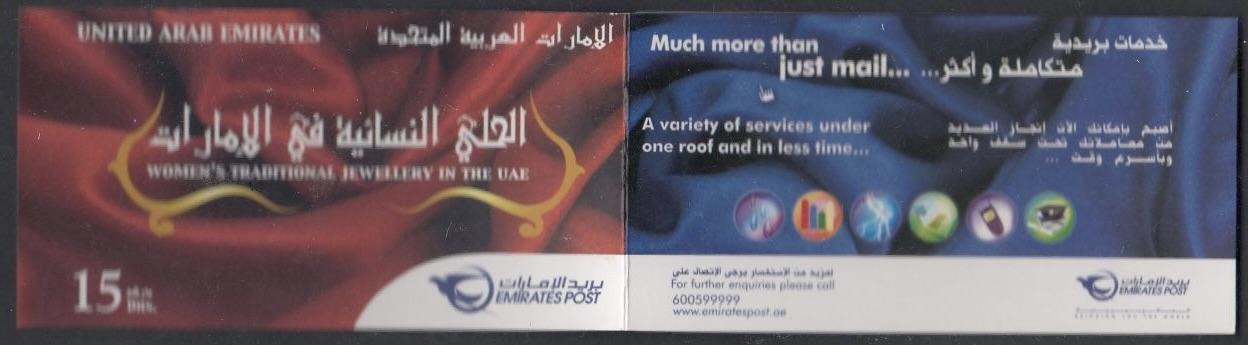 UNITED ARAB EMIRATES
الإمارات العربية المتحدة
الحلي النسائية في الإمارات
WOMEN'S TRADITIONAL JEWELLERY IN THE UAE
15
DHS.
بريد الإمارات
EMIRATES POST
Much more than
just mail...
خدمات بريدية
متكاملة و أكثر...
A variety of services under
one roof and in less time...
أصبح بإمكانك الآن إنجاز العديد
من معاملاتك تحت سقف واحد
وبأسرع وقت ...
لمزيد من الإستفسار يرجى الإتصال على
For further enquiries please call
600599999
www.emiratespost.ae
بريد الإمارات
EMIRATES POST